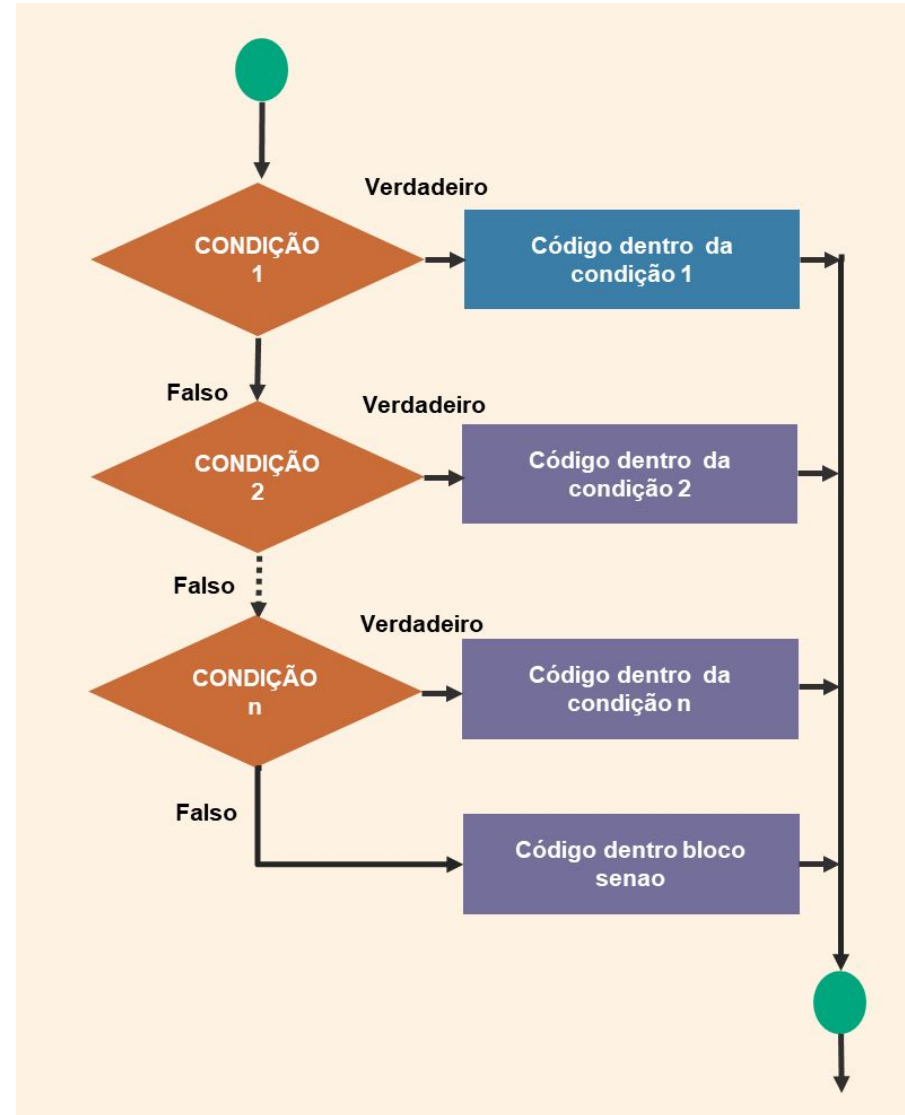 Verdadeiro
CONDIÇÃO
1
Código dentro da
condição 1
Falso
Verdadeiro
CONDIÇÃO
2
Código dentro da
condição 2
Falso
Verdadeiro
CONDIÇÃO
n
Código dentro da
condição n
Falso
Código dentro bloco
senao